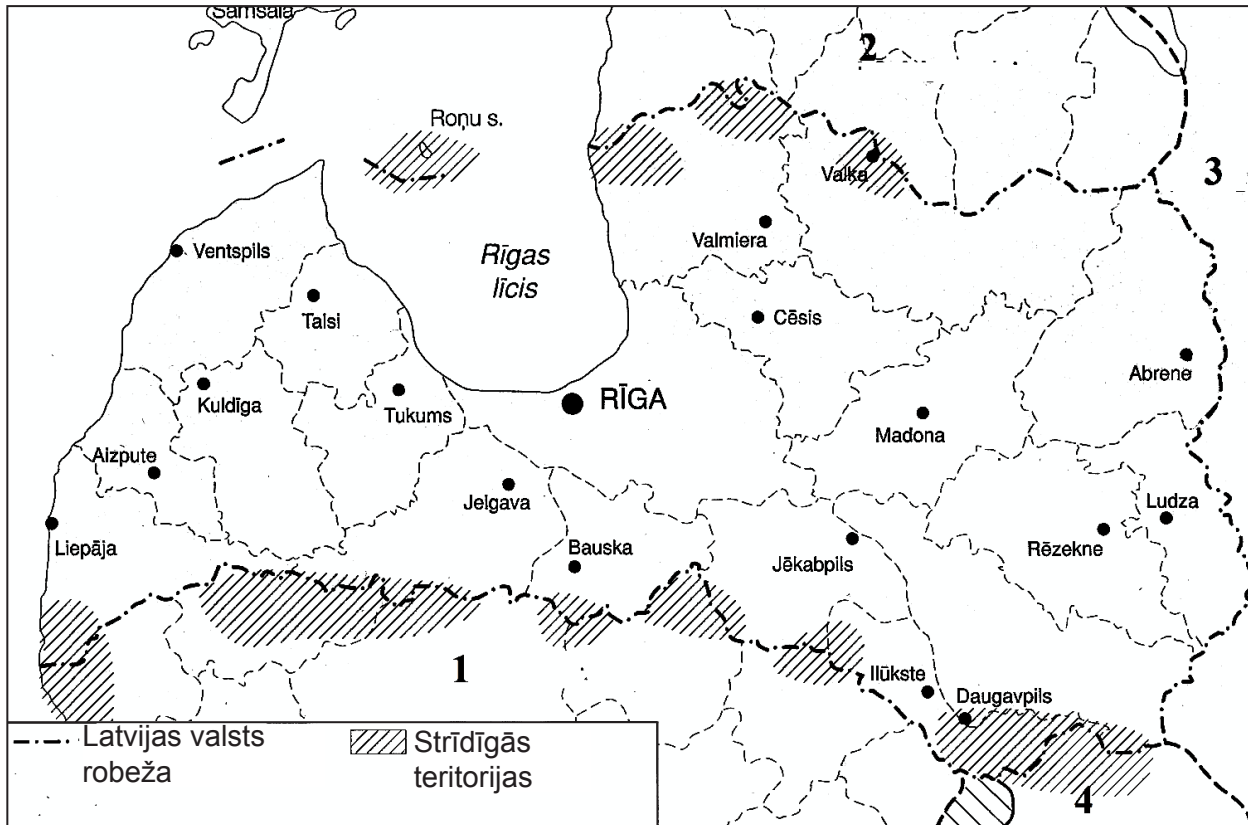 Sāmsala
2
Roņu s.
Valka
3
Valmiera
Ventspils
Rīgas
līcis
Talsi
Cēsis
Abrene
Kuldīga
Tukums
RĪGA
Madona
Aizpute
Jelgava
Ludza
Liepāja
Bauska
Jēkabpils
Rēzekne
1
Ilūkste
Daugavpils
Latvijas valsts
robeža
Strīdīgās
teritorijas
4